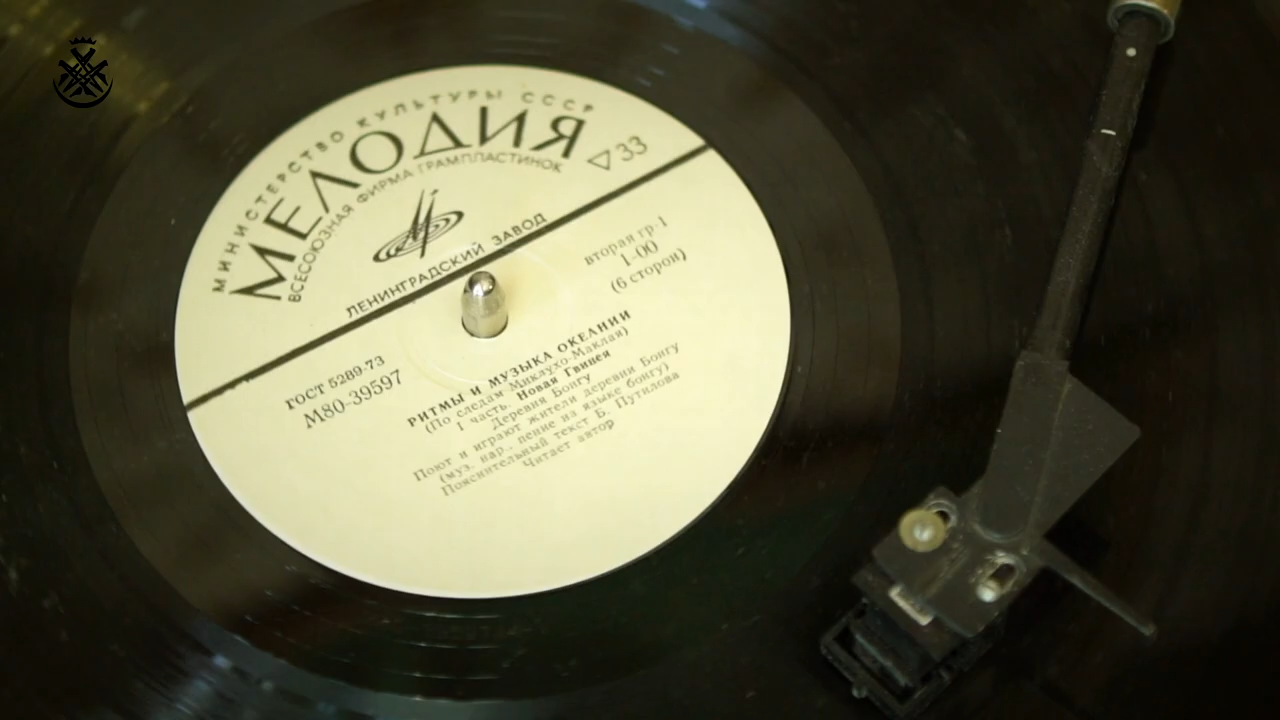 МИНИСТЕРСТВО КУЛЬТУРЫ СССР
МЕЛОДИЯ
ВСЕСОЮЗНАЯ ФИРМА ГРАМПЛАСТИНОК
33
ЛЕНИНГРАДСКИЙ ЗАВОД
вторая гр-1
1-00
(6 сторон)
ГОСТ 5289-73
М80-39597
РИТМЫ И МУЗЫКА ОКЕАНИИ
(По следам Миклухо-Маклая)
1 часть. Новая Гвинея
Деревня Бонгу
Поют и играют жители деревни Бонгу
(муз. нар., пение на языке бонгу)
Пояснительный текст Б. Путилова
Читает автор